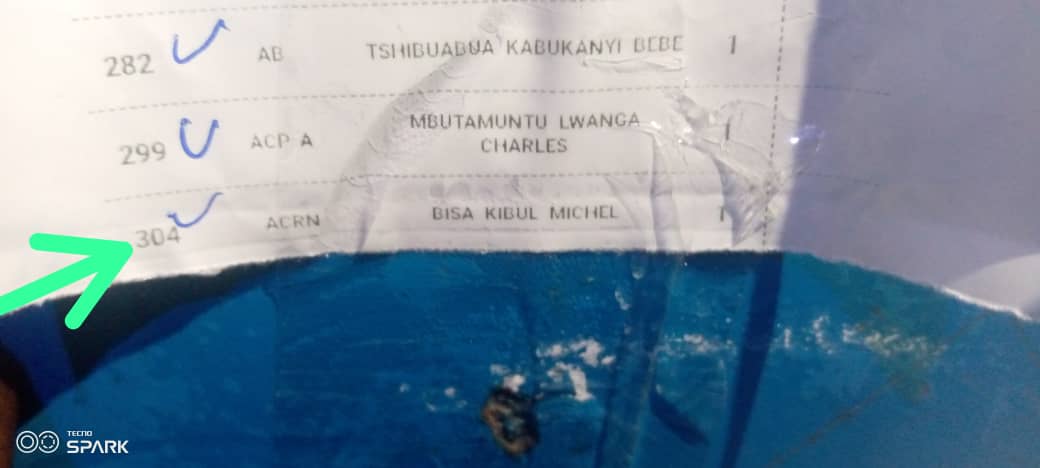 282 AB TSHIBUABUA KABUKANYI BEBE 1
299 ACP A MBUTAMUNTU LWANGA 1
CHARLES
304 ACRN BISA KIBUL MICHEL 1
TECNO
SPARK